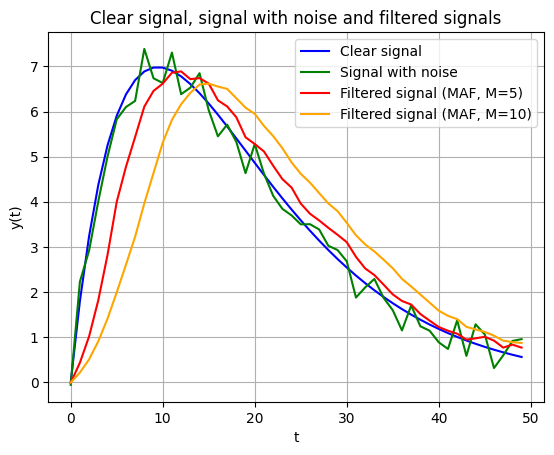 Clear signal, signal with noise and filtered signals
Clear signal
Signal with noise
Filtered signal (MAF, M=5)
Filtered signal (MAF, M=10)
y(t)
7
6
5
4
3
2
1
0
0
10
20
30
40
50
t